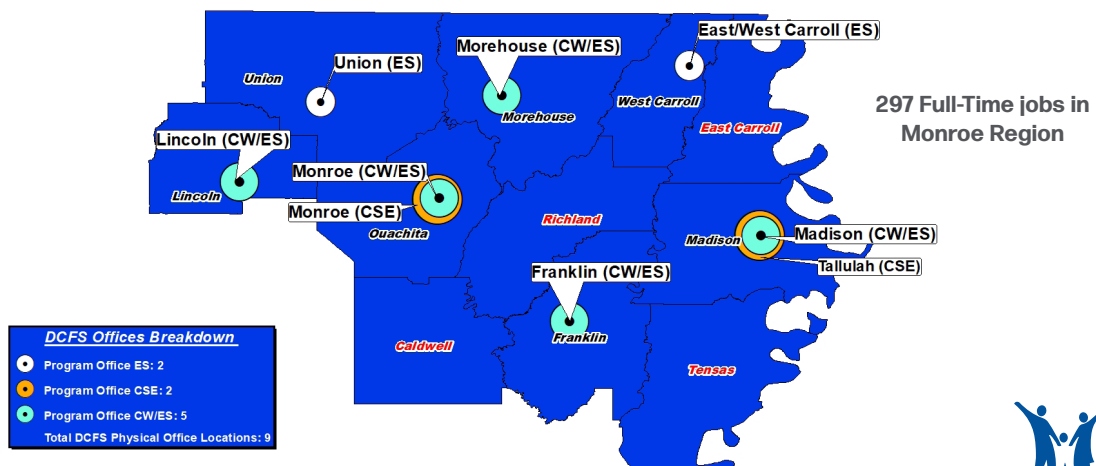 East/West Carroll (ES)
Morehouse (CW/ES)
Union (ES)
Union
West Carroll
Morehouse
East Carroll
297 Full-Time jobs in
Monroe Region
Lincoln (CW/ES)
Monroe (CW/ES)
Lincoln
Monroe (CSE)
Ouachita
Richland
Madison
Madison (CW/ES)
Tallulah (CSE)
Franklin (CW/ES)
Franklin
Caldwell
Tensas
DCFS Offices Breakdown
Program Office ES: 2
Program Office CSE: 2
Program Office CW/ES: 5
Total DCFS Physical Office Locations: 9